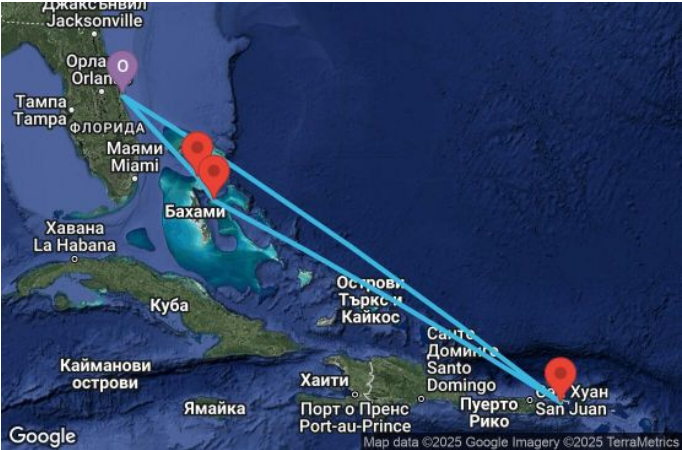 Джаксънвил
Jacksonville
O
Орла
Orlan
Тампа
Tampa
ФЛОРИДА
Маями
Miami
Бахами
Хавана
La Habana
Куба
Острови
Търкс и
Кайкос
Кайманови
острови
Санто
Доминго
Santo
Domingo
Хаити
Ямайка
Порт о Пренс
Port-au-Prince
Пуерто
Рико
Хуан
San Juan
Google
Map data ©2025 Google Imagery ©2025 TerraMetrics